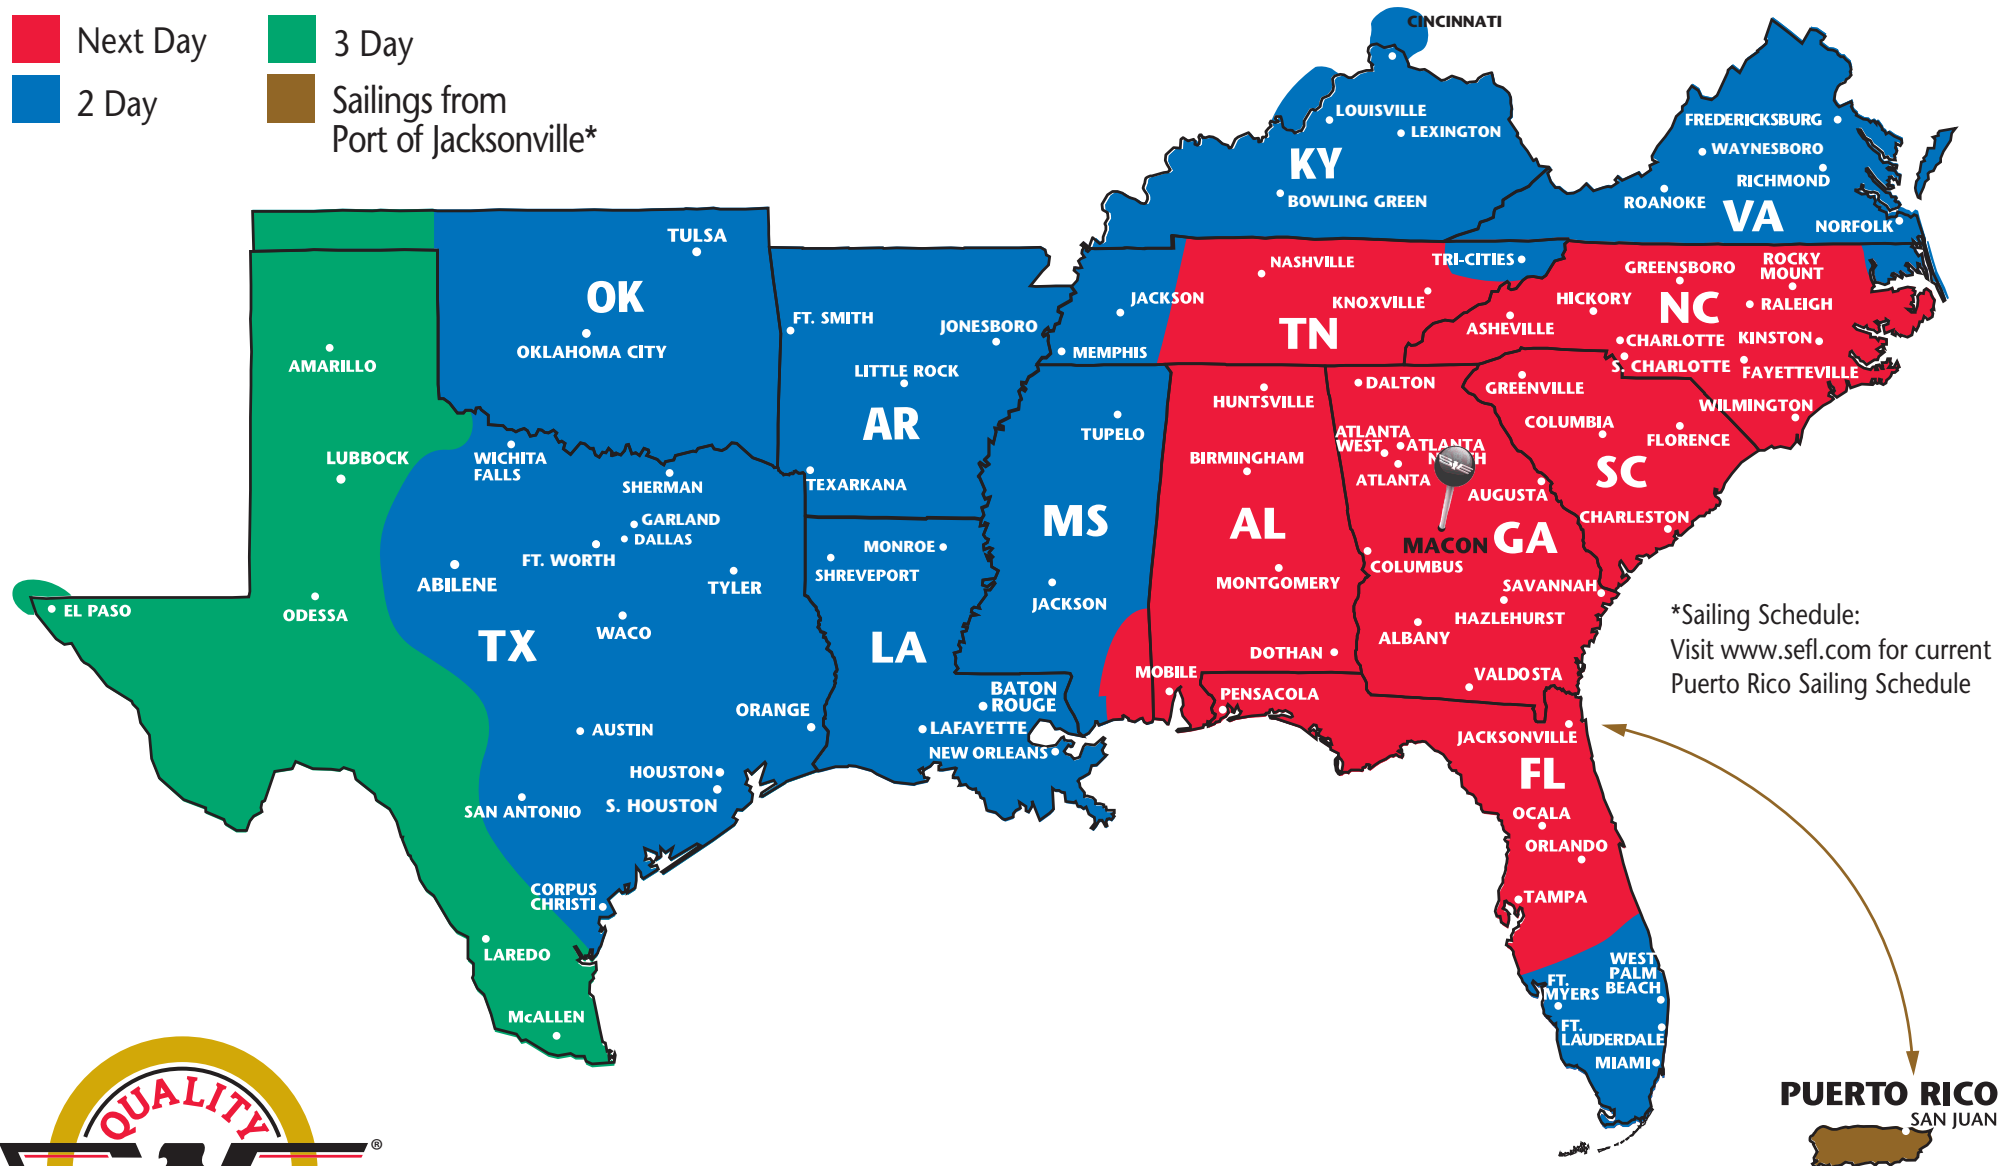 Next Day
2 Day
3 Day
Sailings from
Port of Jacksonville*
CINCINNATI
LOUISVILLE
LEXINGTON
KY
BOWLING GREEN
FREDERICKSBURG
WAYNESBORO
RICHMOND
ROANOKE
VA
NORFOLK
TULSA
OK
OKLAHOMA CITY
AMARILLO
LUBBOCK
WICHITA
FALLS
SHERMAN
GARLAND
DALLAS
FT. WORTH
ABILENE
TYLER
EL PASO
ODESSA
WACO
TX
AUSTIN
ORANGE
HOUSTON
S. HOUSTON
SAN ANTONIO
CORPUS
CHRISTI
LAREDO
McALLEN
FT. SMITH
JONESBORO
LITTLE ROCK
AR
TEXARKANA
MONROE
SHREVEPORT
LA
BATON
ROUGE
LAFAYETTE
NEW ORLEANS
JACKSON
MEMPHIS
TUPELO
MS
JACKSON
NASHVILLE
TRI-CITIES
KNOXVILLE
TN
GREENSBORO
ROCKY
MOUNT
HICKORY
NC
RALEIGH
ASHEVILLE
CHARLOTTE
KINSTON
S. CHARLOTTE
FAYETTEVILLE
WILMINGTON
GREENVILLE
COLUMBIA
FLORENCE
SC
CHARLESTON
HUNTSVILLE
BIRMINGHAM
AL
MONTGOMERY
DOTHAN
MOBILE
DALTON
ATLANTA
WEST
ATLANTA
ATLANTA
AUGUSTA
MACON
GA
COLUMBUS
SAVANNAH
HAZLEHURST
ALBANY
VALDOSTA
PENSACOLA
JACKSONVILLE
FL
OCALA
ORLANDO
TAMPA
WEST
PALM
BEACH
FT.
MYERS
FT.
LAUDERDALE
MIAMI
*Sailing Schedule:
Visit www.sefl.com for current
Puerto Rico Sailing Schedule
PUERTO RICO
SAN JUAN
QUALITY
®